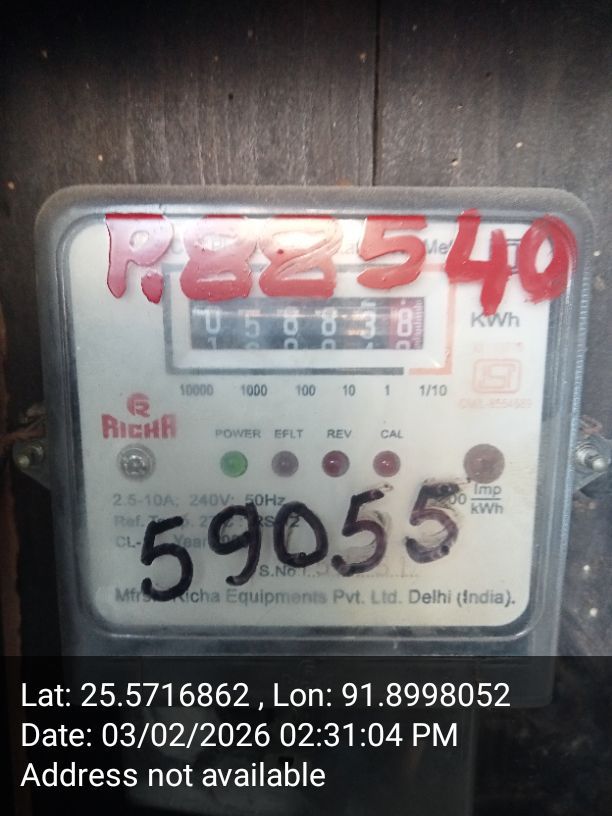 P.88540
KWh
0 5 8 8 3 8
10000 1000 100 10 1 1/10
RICHA
POWER EFLT REV CAL
2.5-10A; 240V; 50Hz
Imp
kWh
59055
S.No
Richa Equipments Pvt. Ltd. Delhi (India).
Lat: 25.5716862 , Lon: 91.8998052
Date: 03/02/2026 02:31:04 PM
Address not available